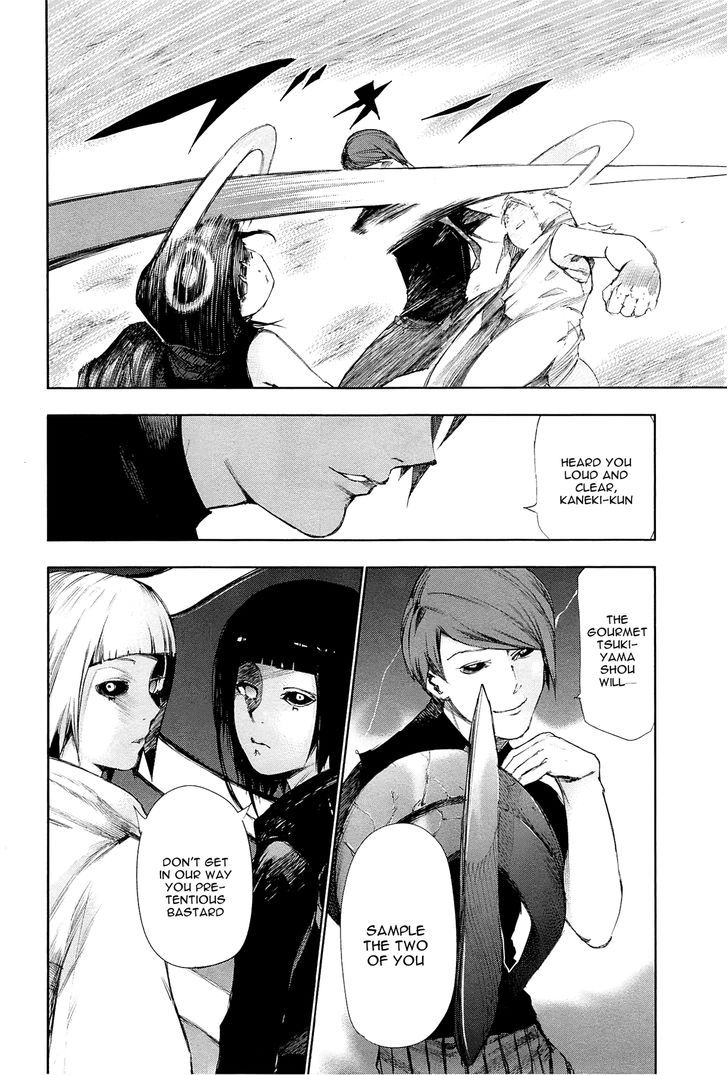 HEARD YOU
LOUD AND
CLEAR,
KANEKI-KUN
THE
GOURMET
TSUKI-
YAMA
SHOU
WILL—
SAMPLE
THE TWO
OF YOU
DON'T GET
IN OUR WAY
YOU PRE-
TENTIOUS
BASTARD